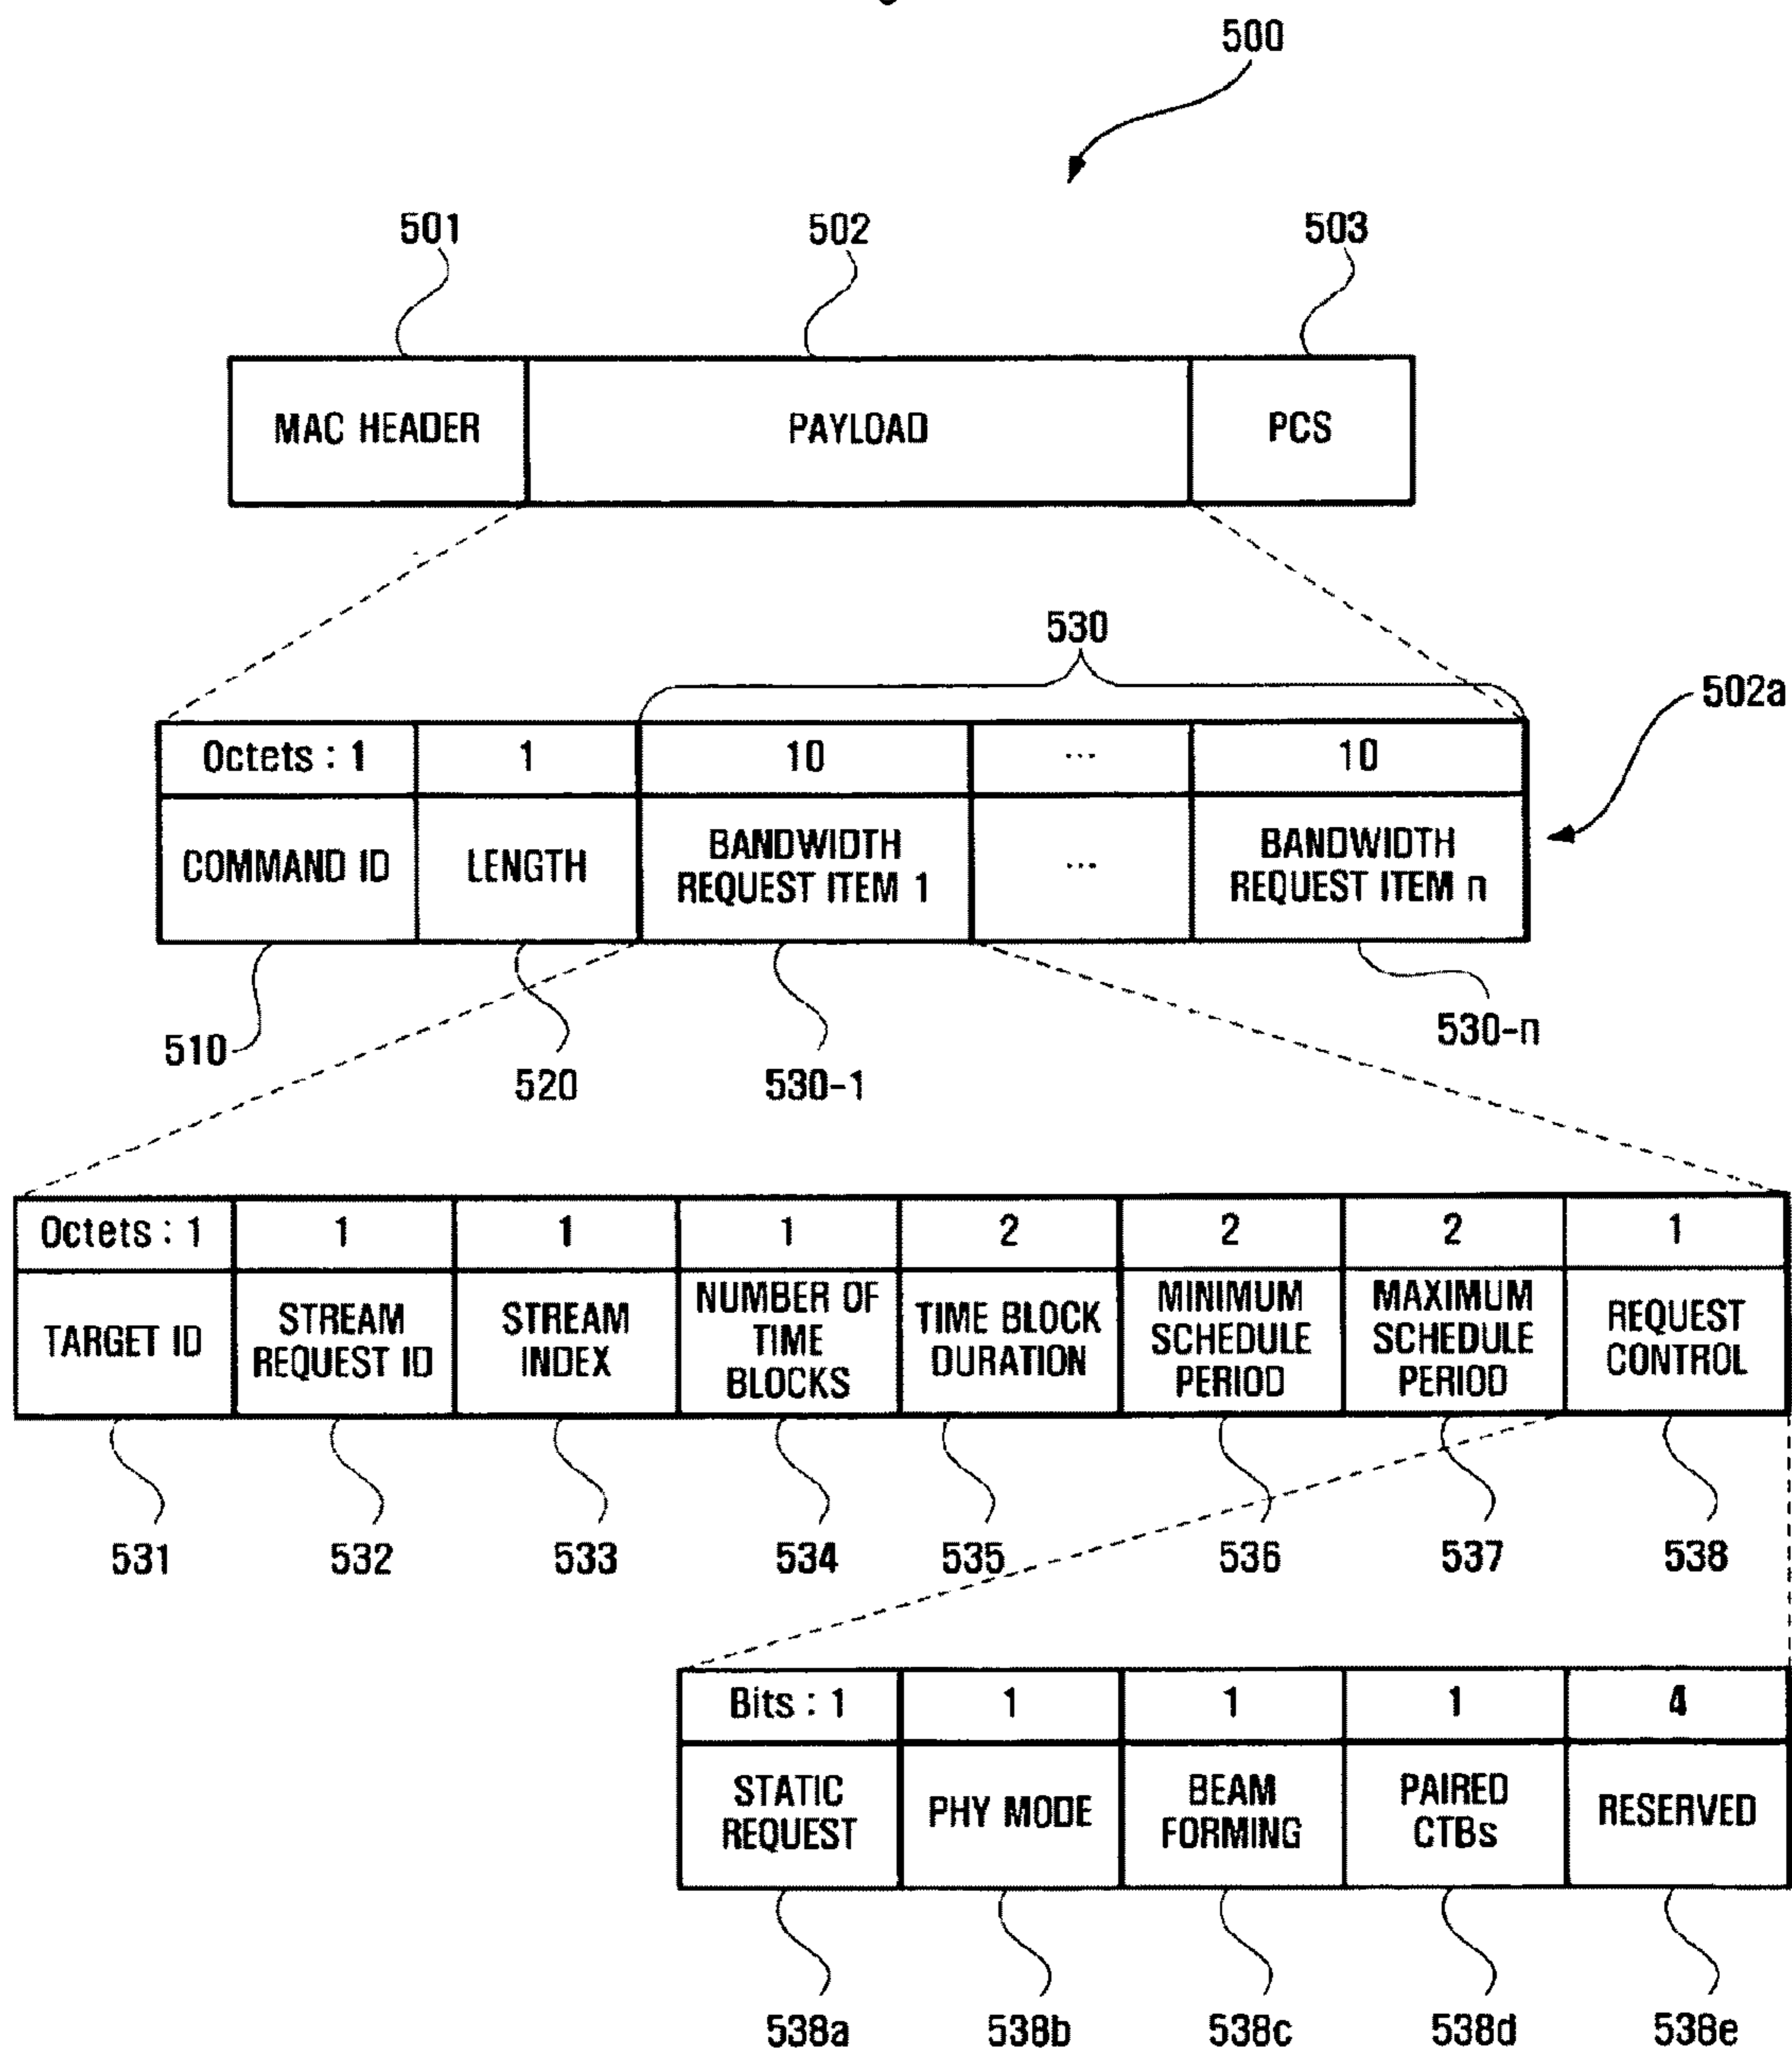 500
501 502 503
MAC HEADER PAYLOAD PCS
530
502a
Octets : 1 1 10 ... 10
COMMAND ID LENGTH BANDWIDTH REQUEST ITEM 1 ... BANDWIDTH REQUEST ITEM n
510 520 530-1 530-n
Octets : 1 1 1 1 2 2 2 1
TARGET ID STREAM REQUEST ID STREAM INDEX NUMBER OF TIME BLOCKS TIME BLOCK DURATION MINIMUM SCHEDULE PERIOD MAXIMUM SCHEDULE PERIOD REQUEST CONTROL
531 532 533 534 535 536 537 538
Bits : 1 1 1 1 4
STATIC REQUEST PHY MODE BEAM FORMING PAIRED CTBs RESERVED
538a 538b 538c 538d 538e